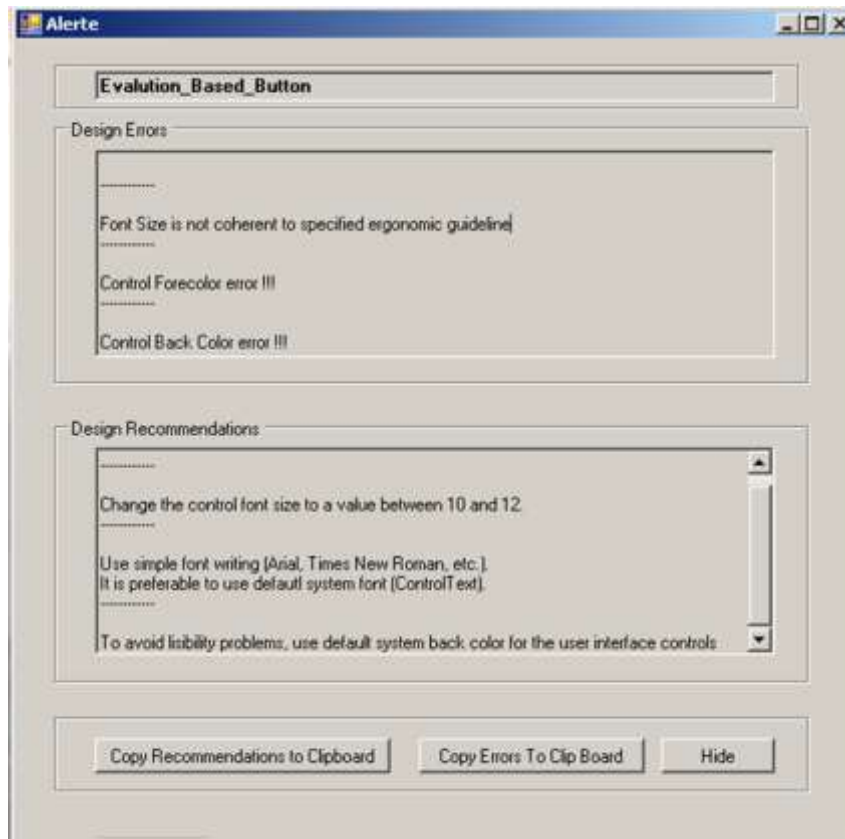 Alerte
Evalution_Based_Button
Design Errors
------------
Font Size is not coherent to specified ergonomic guideline
------------
Control Forecolor error !!!
------------
Control Back Color error !!!
Design Recommendations
------------
Change the control font size to a value between 10 and 12.
------------
Use simple font writing (Arial, Times New Roman, etc.).
It is preferable to use defautl system font (ControlText).
------------
To avoid lisibility problems, use default system back color for the user interface controls
Copy Recommendations to Clipboard
Copy Errors To Clip Board
Hide